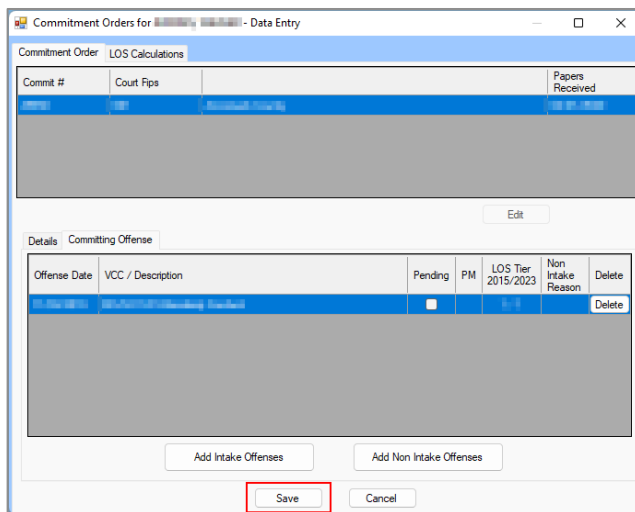 Commitment Orders for - Data Entry
Commitment Order LOS Calculations
Commit # Court Fips Papers Received
Edit
Details Committing Offense
Offense Date VCC / Description Pending PM LOS Tier 2015/2023 Non Intake Reason Delete
Delete
Add Intake Offenses Add Non Intake Offenses
Save Cancel